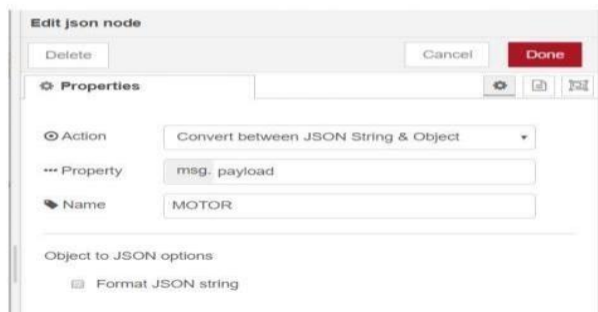 Edit json node
Delete Cancel Done
Properties
Action Convert between JSON String & Object
Property msg. payload
Name MOTOR
Object to JSON options
Format JSON string